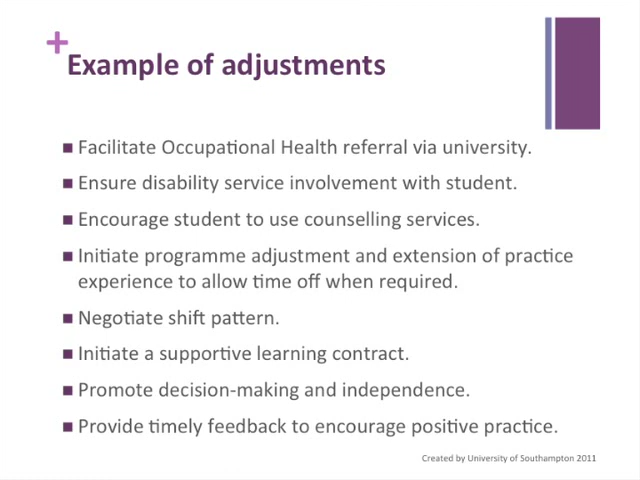 +
Example of adjustments
■ Facilitate Occupational Health referral via university.
■ Ensure disability service involvement with student.
■ Encourage student to use counselling services.
■ Initiate programme adjustment and extension of practice
experience to allow time off when required.
■ Negotiate shift pattern.
■ Initiate a supportive learning contract.
■ Promote decision-making and independence.
■ Provide timely feedback to encourage positive practice.
Created by University of Southampton 2011